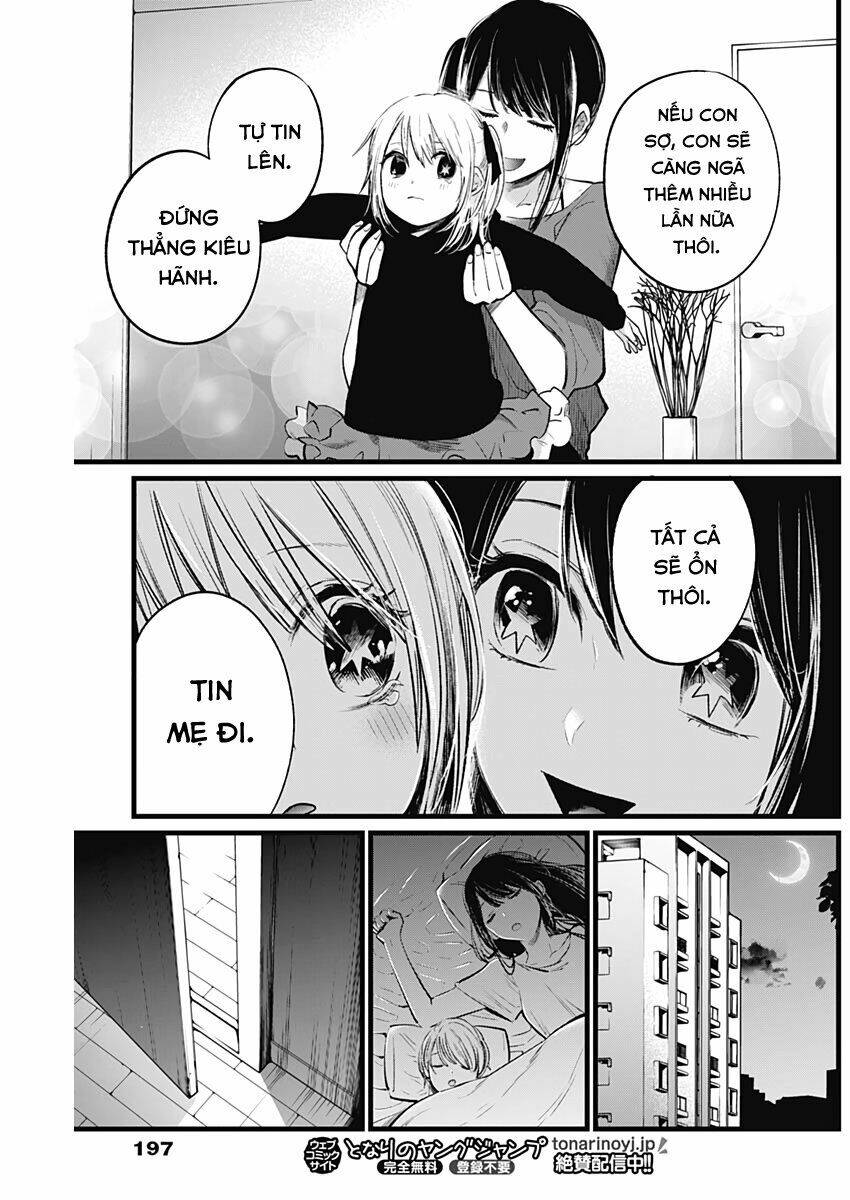 NẾU CON
SỢ, CON SẼ
CÀNG NGÃ
THÊM NHIỀU
LẦN NỮA
THÔI.
TỰ TIN
LÊN.
ĐỨNG
THẲNG KIÊU
HÃNH.
TẤT CẢ
SẼ ỔN
THÔI.
TIN
MẸ ĐI.
197
ウェブ
コミック
サイト
となりのヤングジャンプ
完全無料
登録不要
tonarinoyj.jp
絶賛配信中!!